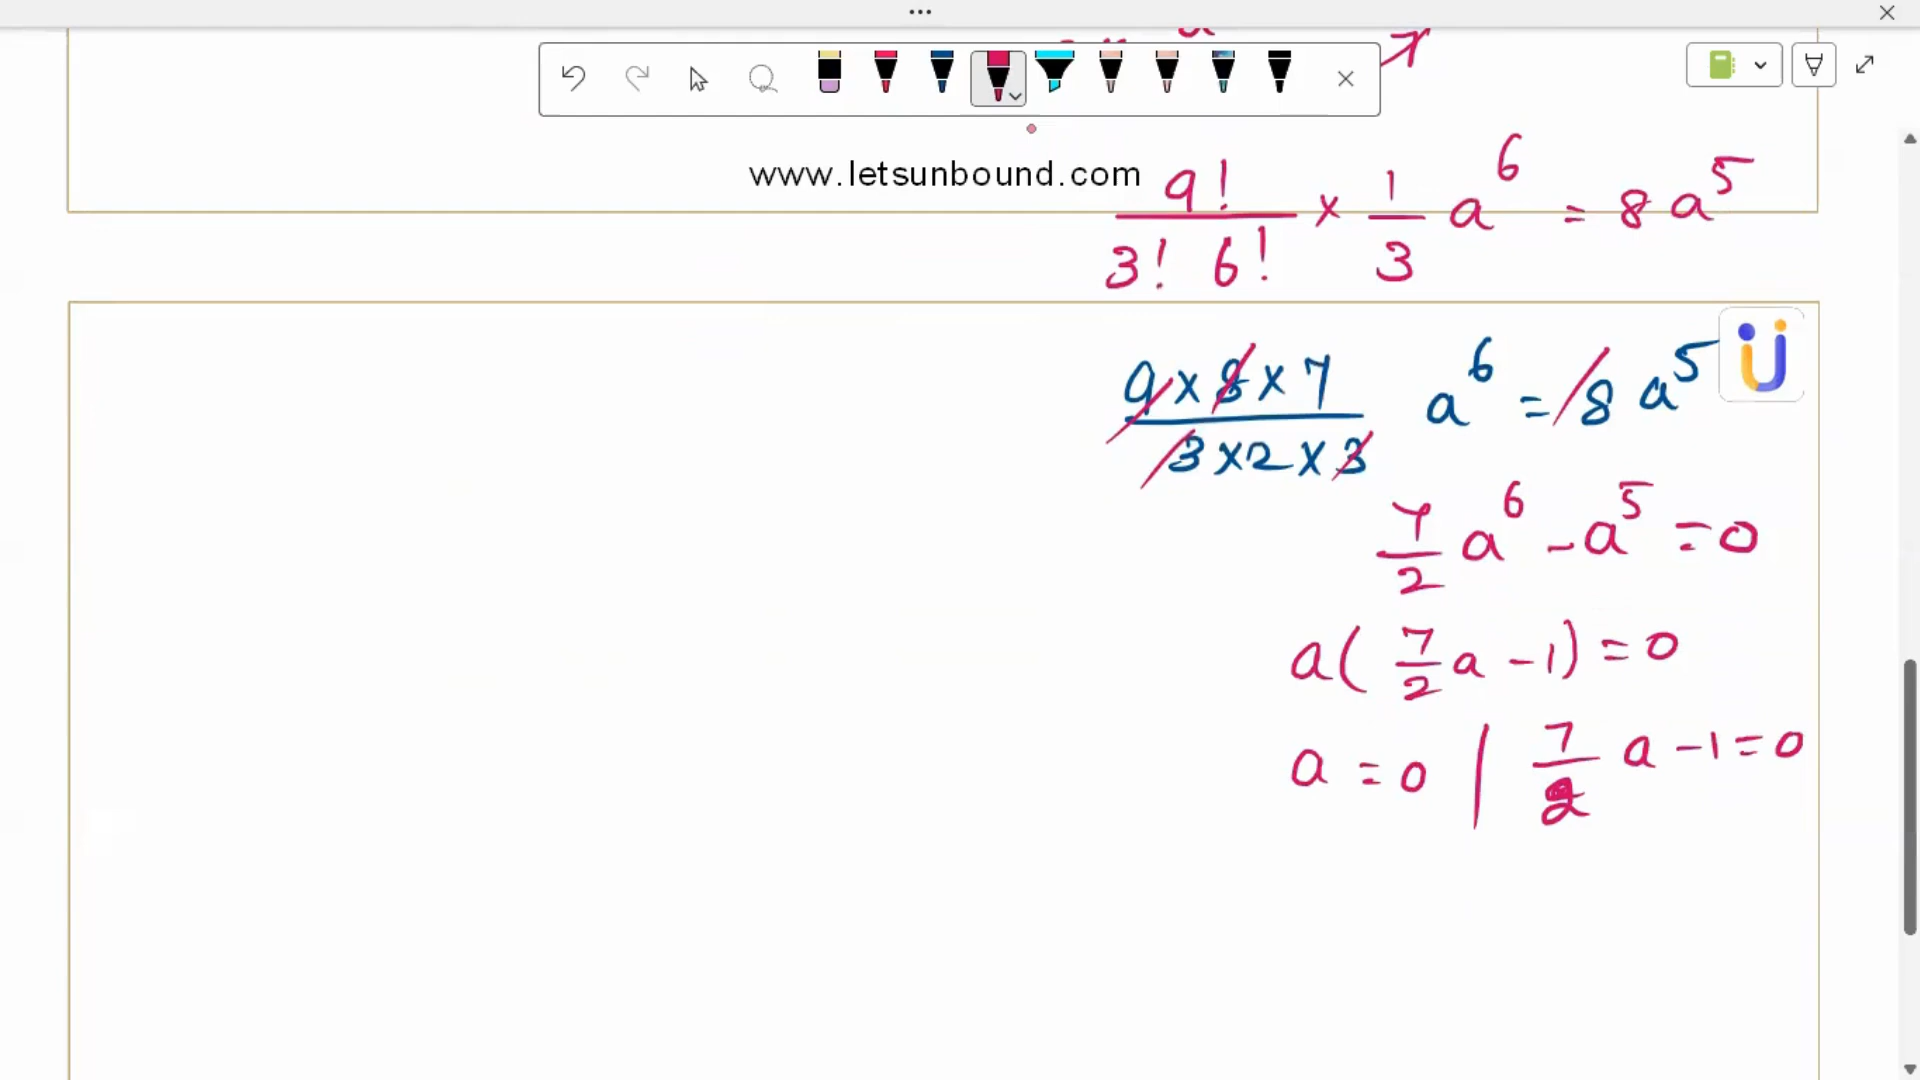 www.letsunbound.com
9! / 3! 6! × 1/3 a^6 = 8 a^5
9 × 8 × 7 / 3 × 2 × 3 a^6 = 8 a^5
7/2 a^6 - a^5 = 0
a( 7/2 a - 1) = 0
a = 0 | 7/2 a - 1 = 0